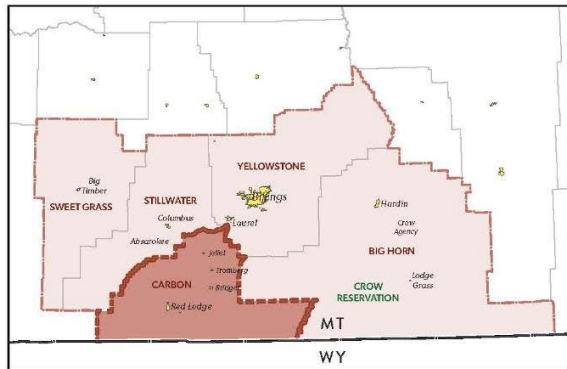 YELLOWSTONE
Big
Timber
SWEET GRASS
STILLWATER
Billings
Hardin
Columbus
Laurel
Crow
Agency
Absarokee
BIG HORN
Joliet
Fromberg
CARBON
Bridger
Lodge
Grass
CROW
RESERVATION
Red Lodge
MT
WY